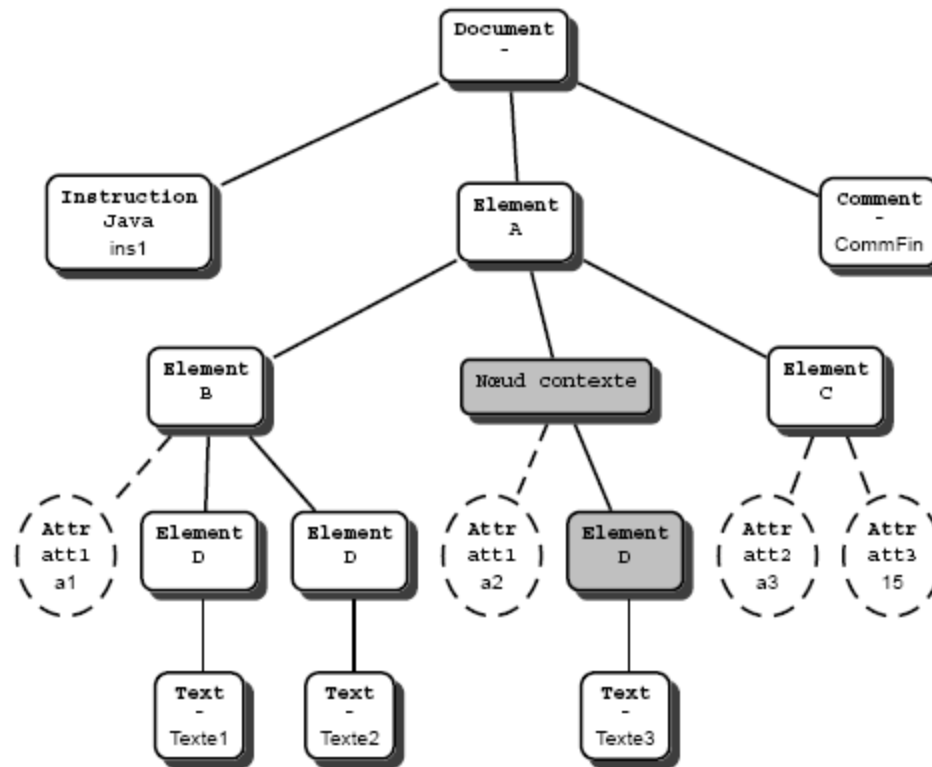 Document
-
Instruction
Java
ins1
Element
A
Comment
-
CommFin
Element
B
Nœud contexte
Element
C
Attr
att1
a1
Element
D
Element
D
Attr
att1
a2
Element
D
Attr
att2
a3
Attr
att3
15
Text
-
Texte1
Text
-
Texte2
Text
-
Texte3